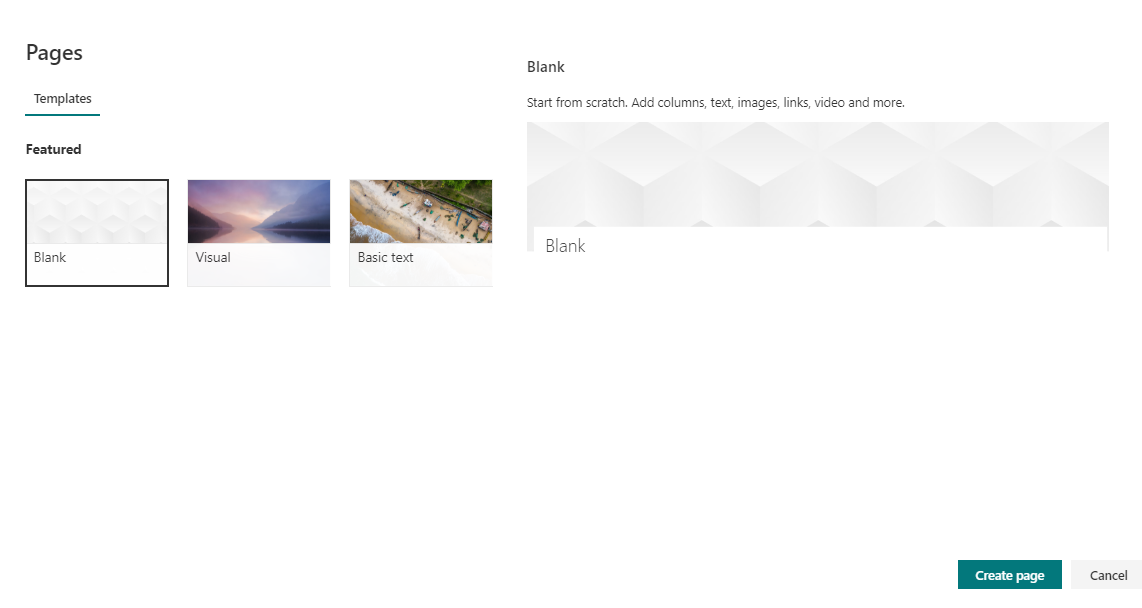 Pages
Templates
Featured
Blank
Visual
Basic text
Blank
Start from scratch. Add columns, text, images, links, video and more.
Blank
Create page
Cancel